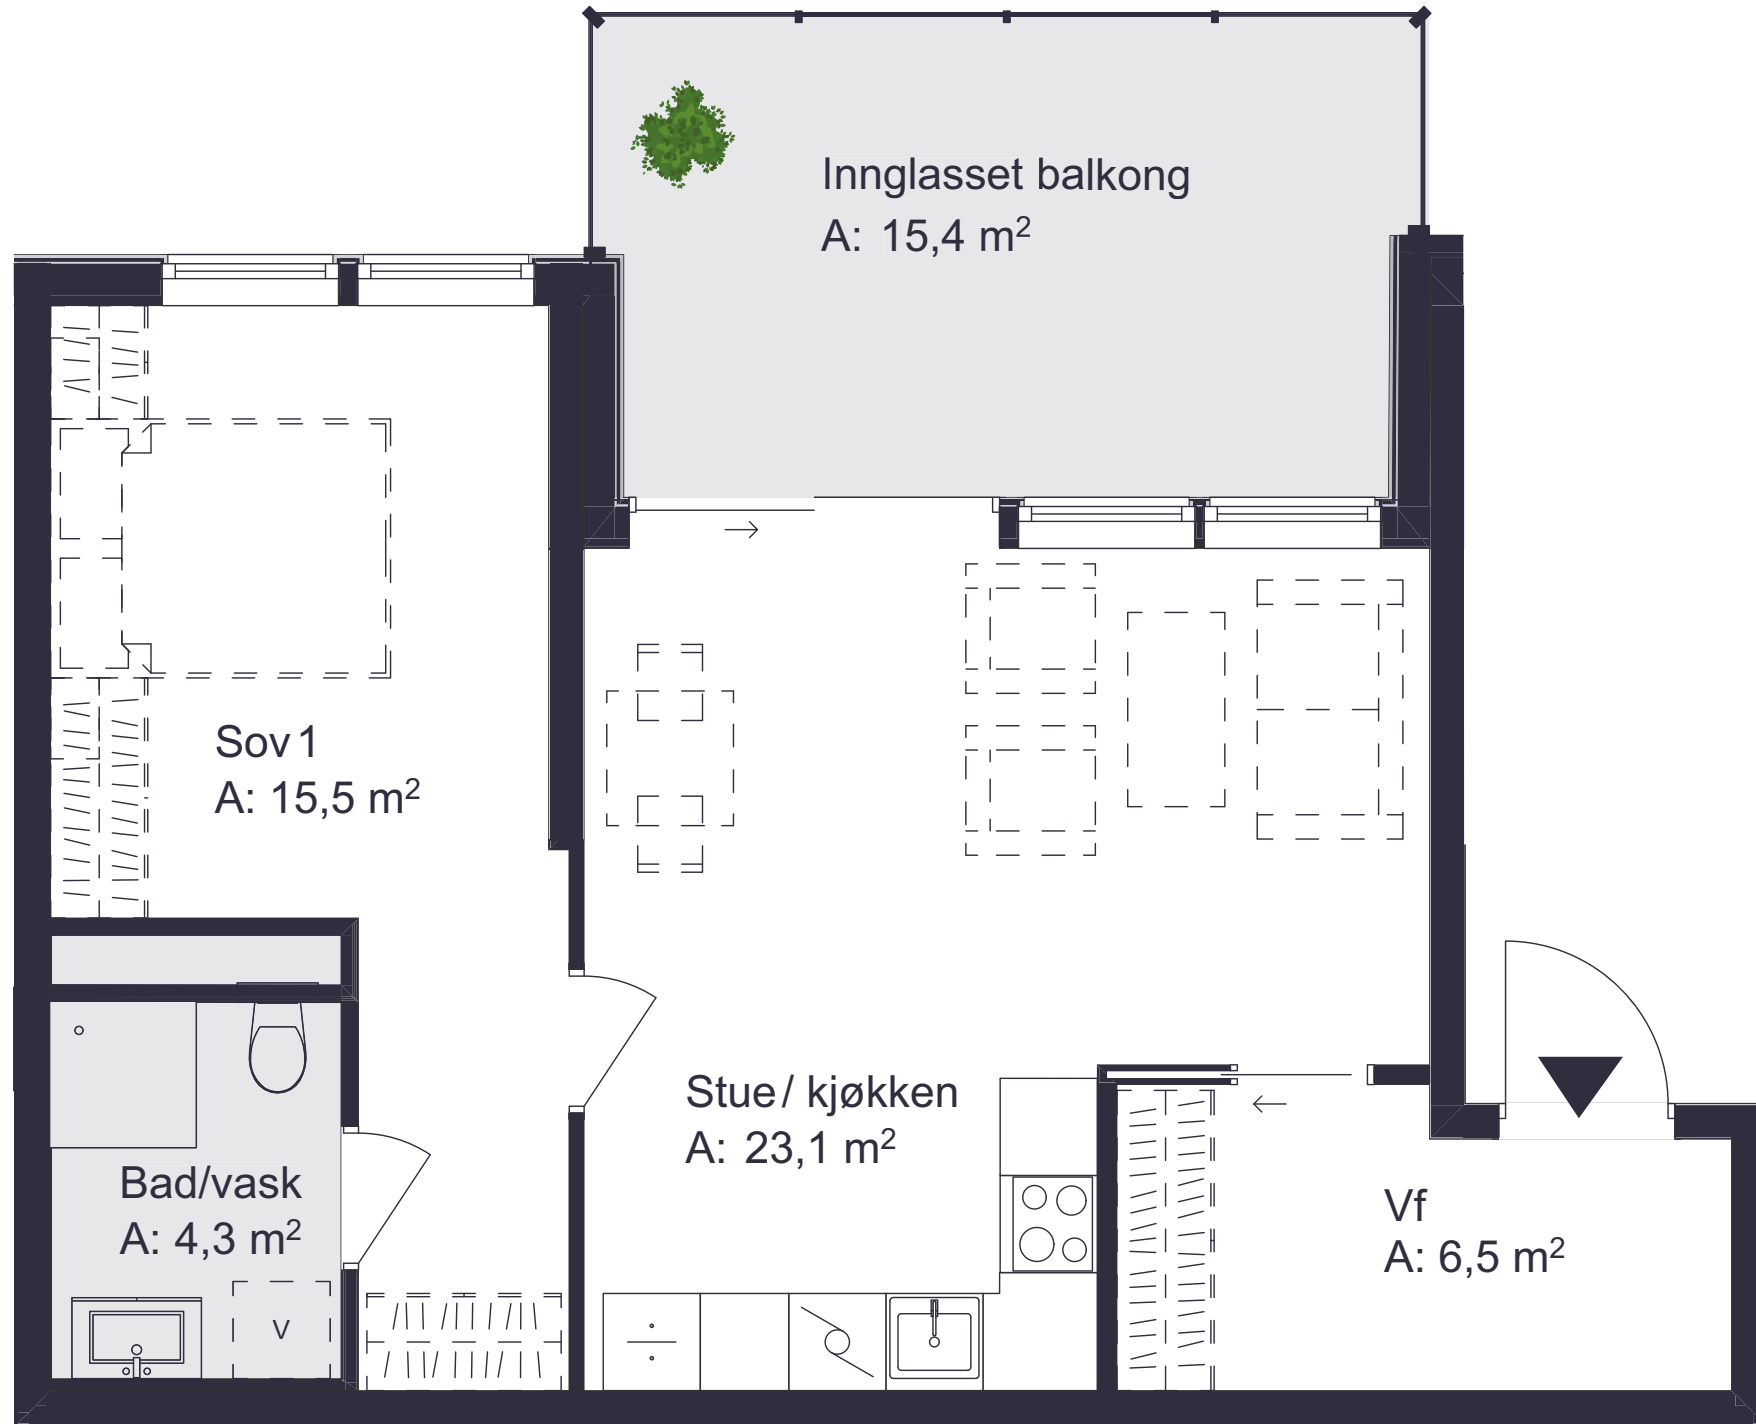 Innglasset balkong
A: 15,4 m²
Sov 1
A: 15,5 m²
Stue / kjøkken
A: 23,1 m²
Bad/vask
A: 4,3 m²
Vf
A: 6,5 m²
V